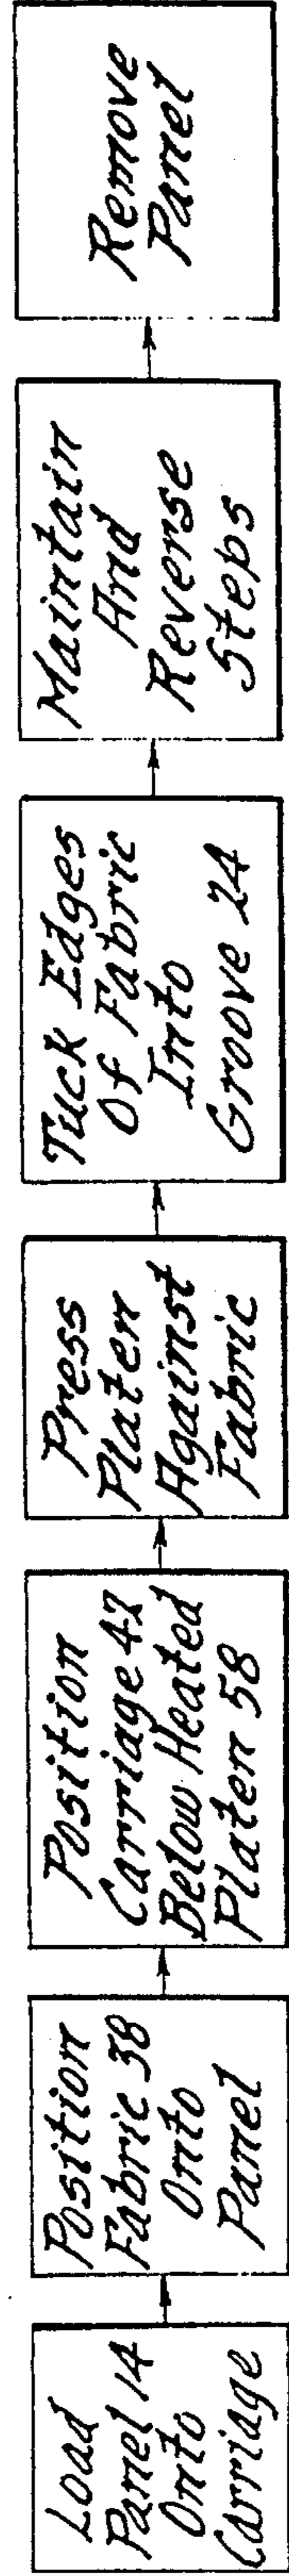 Load
Panel 14
Onto
Carriage
Position
Fabric 38
Onto
Panel
Position
Carriage 47
Below Heated
Platen 58
Press
Platen
Against
Fabric
Tuck Edges
Of Fabric
Into
Groove 24
Maintain
And
Reverse
Steps
Remove
Panel